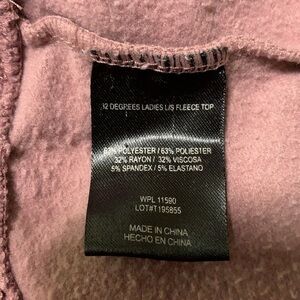 32 DEGREES LADIES L/S FLEECE TOP
63% POLYESTER / 63% POLIESTER
32% RAYON / 32% VISCOSA
5% SPANDEX / 5% ELASTANO
WPL 11590
LOT#T195855
MADE IN CHINA
HECHO EN CHINA